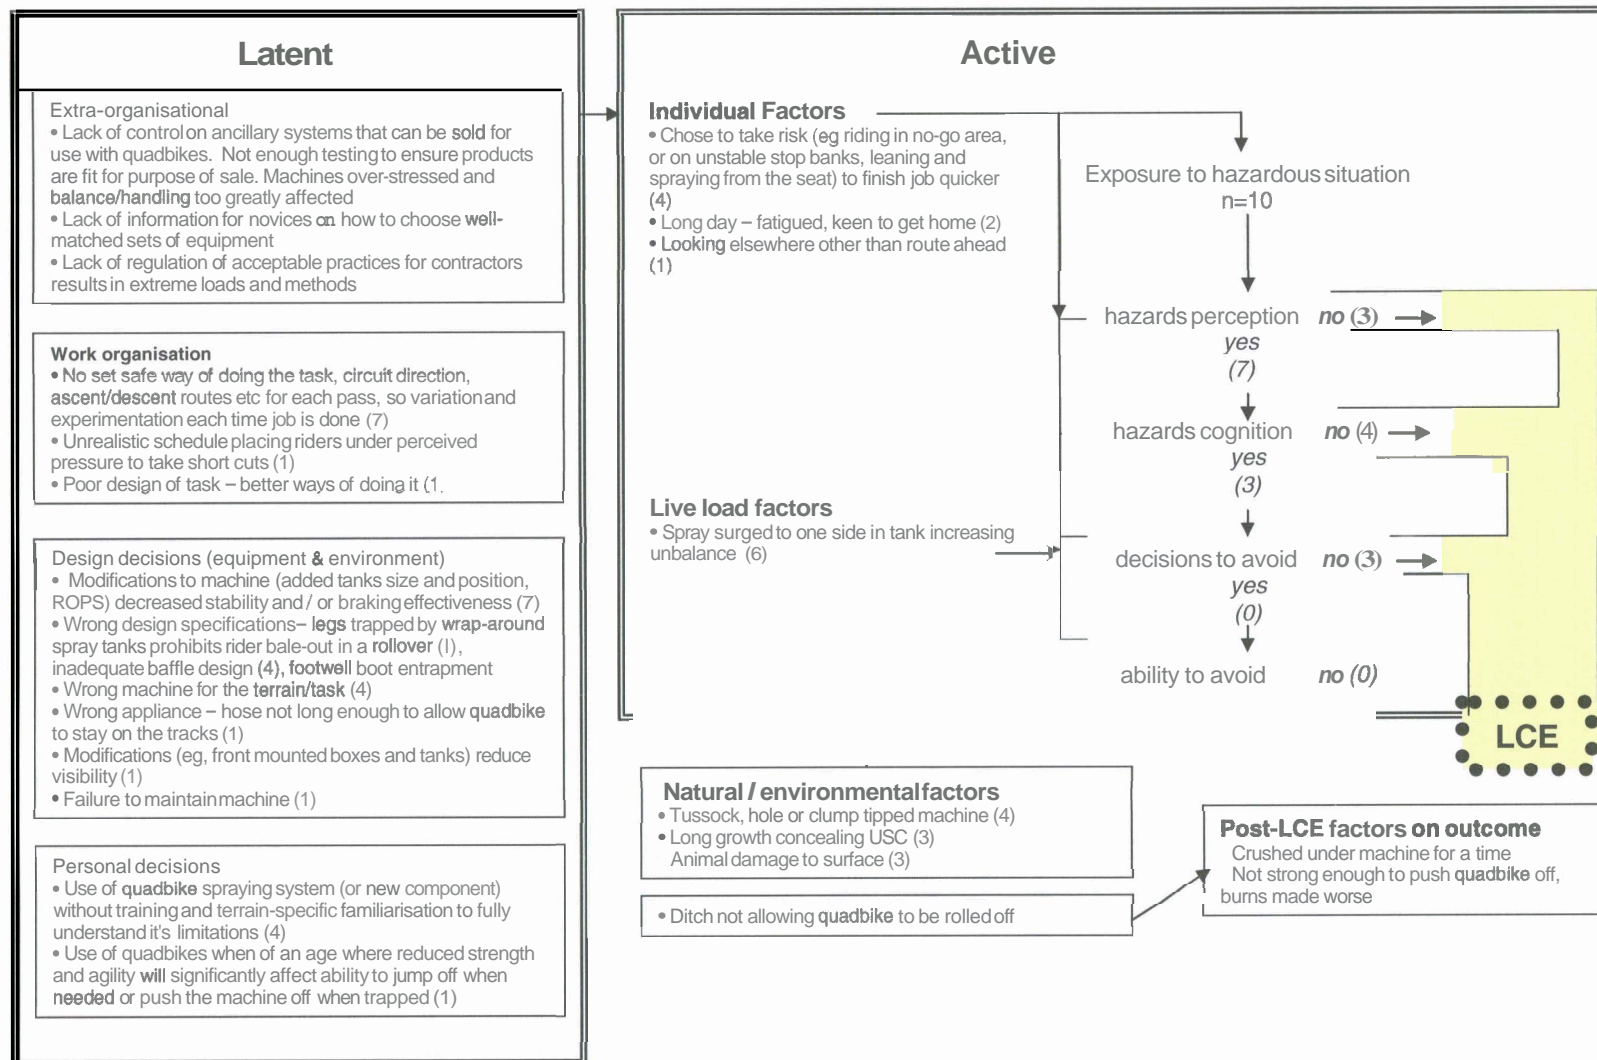 Latent
Extra-organisational
• Lack of control on ancillary systems that can be sold for
use with quadbikes. Not enough testing to ensure products
are fit for purpose of sale. Machines over-stressed and
balance/handling too greatly affected
• Lack of information for novices on how to choose well-
matched sets of equipment
• Lack of regulation of acceptable practices for contractors
results in extreme loads and methods
Work organisation
• No set safe way of doing the task, circuit direction,
ascent/descent routes etc for each pass, so variation and
experimentation each time job is done (7)
• Unrealistic schedule placing riders under perceived
pressure to take short cuts (1)
• Poor design of task – better ways of doing it (1.
Design decisions (equipment & environment)
• Modifications to machine (added tanks size and position,
ROPS) decreased stability and / or braking effectiveness (7)
• Wrong design specifications– legs trapped by wrap-around
spray tanks prohibits rider bale-out in a rollover (I),
inadequate baffle design (4), footwell boot entrapment
• Wrong machine for the terrain/task (4)
• Wrong appliance – hose not long enough to allow quadbike
to stay on the tracks (1)
• Modifications (eg, front mounted boxes and tanks) reduce
visibility (1)
• Failure to maintain machine (1)
Personal decisions
• Use of quadbike spraying system (or new component)
without training and terrain-specific familiarisation to fully
understand it's limitations (4)
• Use of quadbikes when of an age where reduced strength
and agility will significantly affect ability to jump off when
needed or push the machine off when trapped (1)
Active
Individual Factors
• Chose to take risk (eg riding in no-go area,
or on unstable stop banks, leaning and
spraying from the seat) to finish job quicker
(4)
• Long day – fatigued, keen to get home (2)
• Looking elsewhere other than route ahead
(1)
Live load factors
• Spray surged to one side in tank increasing
unbalance (6)
Exposure to hazardous situation
n=10
hazards perception no (3)
yes
(7)
hazards cognition no (4)
yes
(3)
decisions to avoid no (3)
yes
(0)
ability to avoid no (0)
LCE
Natural / environmental factors
• Tussock, hole or clump tipped machine (4)
• Long growth concealing USC (3)
Animal damage to surface (3)
• Ditch not allowing quadbike to be rolled off
Post-LCE factors on outcome
Crushed under machine for a time
Not strong enough to push quadbike off,
burns made worse